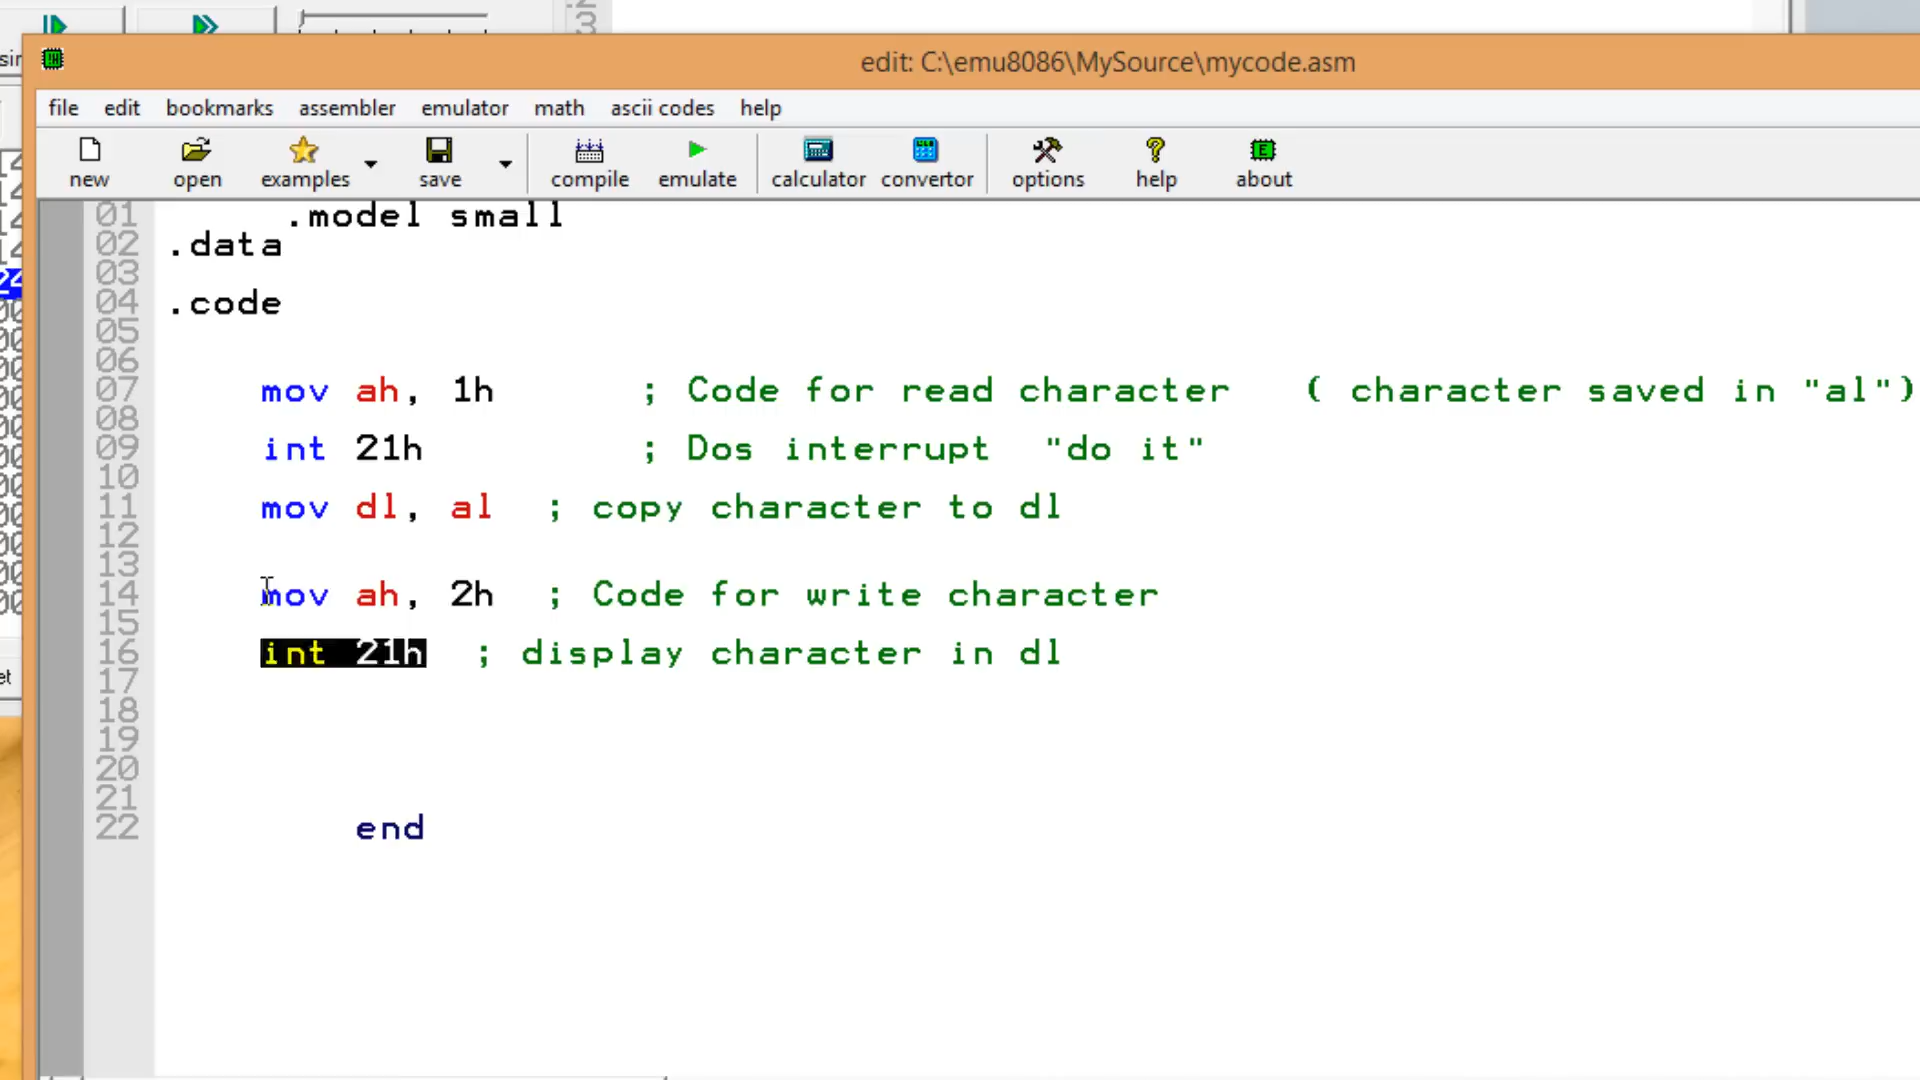 edit: C:\emu8086\MySource\mycode.asm
file edit bookmarks assembler emulator math ascii codes help
new open examples save compile emulate calculator convertor options help about
01 .model small
02 .data
03
04 .code
05
06
07 mov ah, 1h ; Code for read character ( character saved in "al")
08
09 int 21h ; Dos interrupt "do it"
10
11 mov dl, al ; copy character to dl
12
13
14 mov ah, 2h ; Code for write character
15
16 int 21h ; display character in dl
17
18
19
20
21
22 end